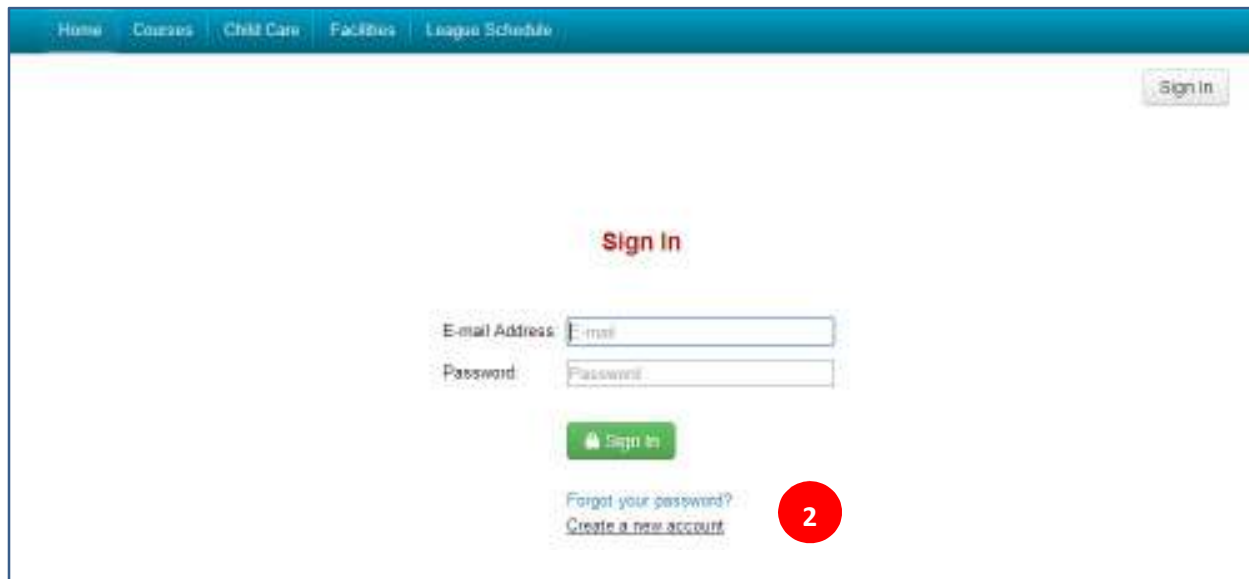 Home Courses Child Care Facilities League Schedule
Sign In
Sign In
E-mail Address E-mail
Password Password
Sign In
Forgot your password?
Create a new account
2